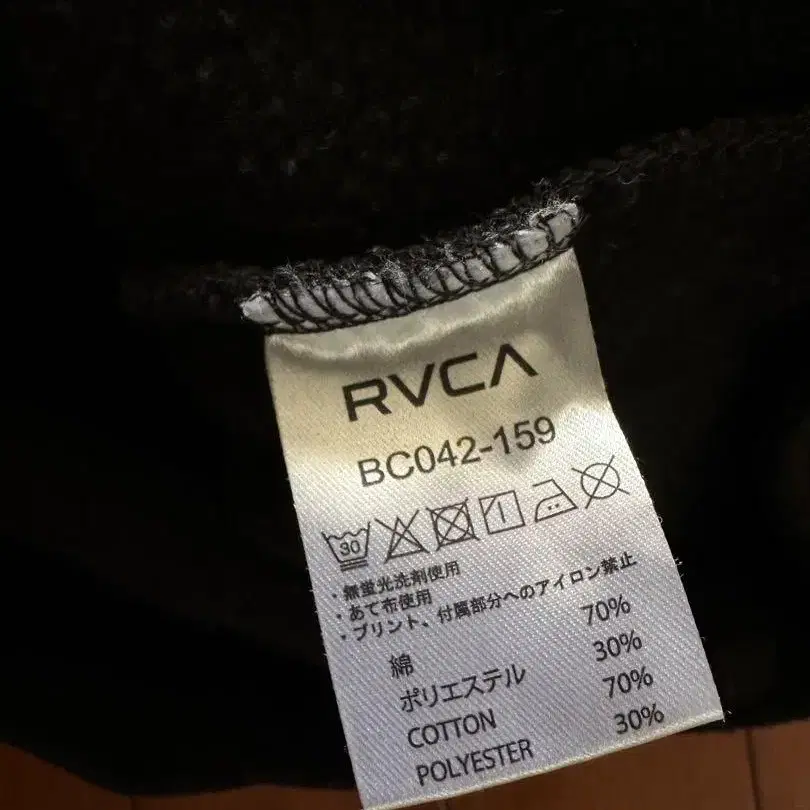 RVCA
BC042-159
30
・無蛍光洗剤使用
・あて布使用
・プリント、付属部分へのアイロン禁止
綿 70%
ポリエステル 30%
COTTON 70%
POLYESTER 30%